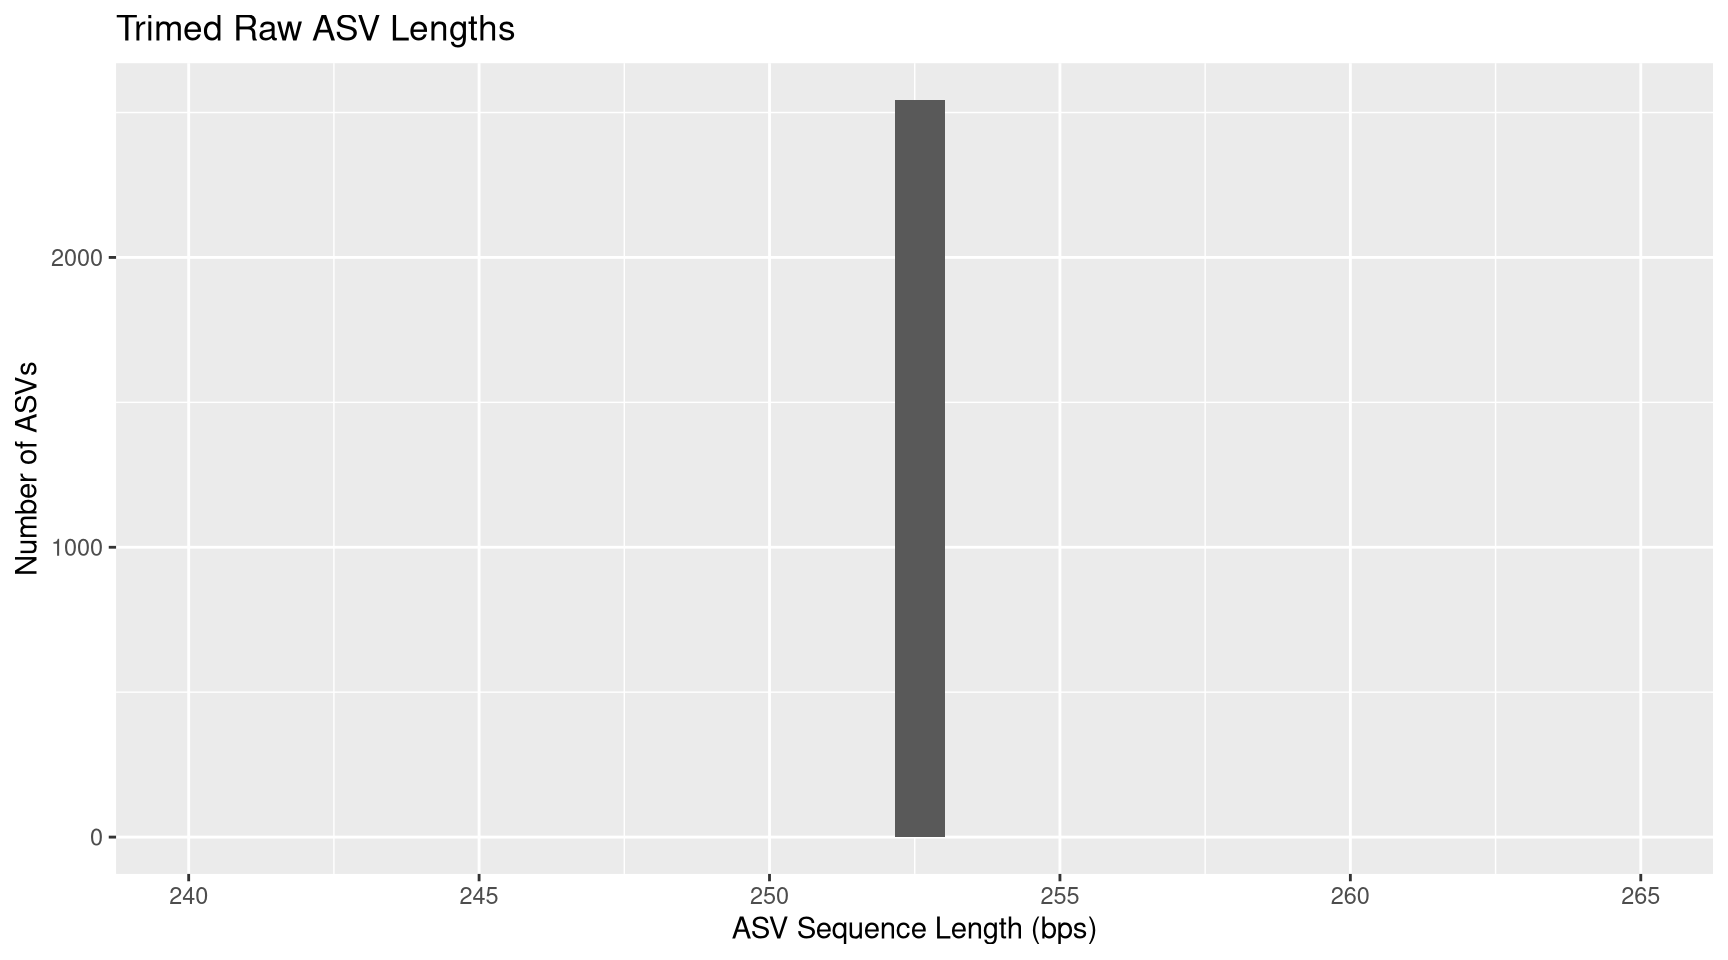 Trimed Raw ASV Lengths
Number of ASVs
2000
1000
0
240 245 250 255 260 265
ASV Sequence Length (bps)